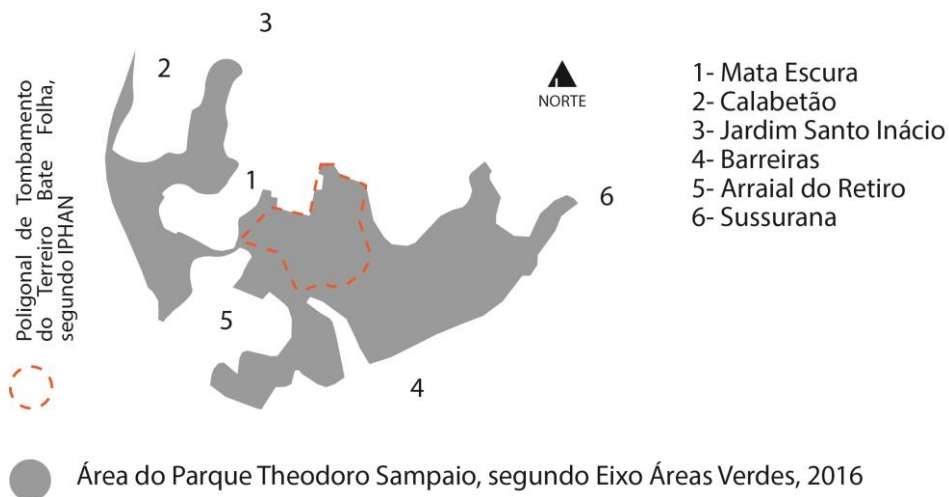 3
2
NORTE
1
6
5
4
1- Mata Escura
2- Calabetão
3- Jardim Santo Inácio
4- Barreiras
5- Arraial do Retiro
6- Sussurana
Poligonal de Tombamento
do Terreiro Bate Folha,
segundo IPHAN
Área do Parque Theodoro Sampaio, segundo Eixo Áreas Verdes, 2016